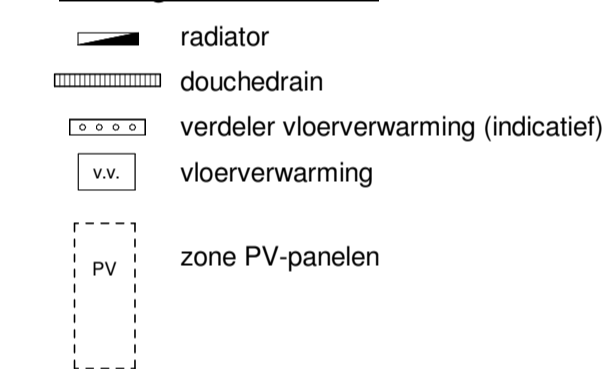 radiator
douchedrain
verdeler vloerverwarming (indicatief)
v.v. vloerverwarming
PV zone PV-panelen